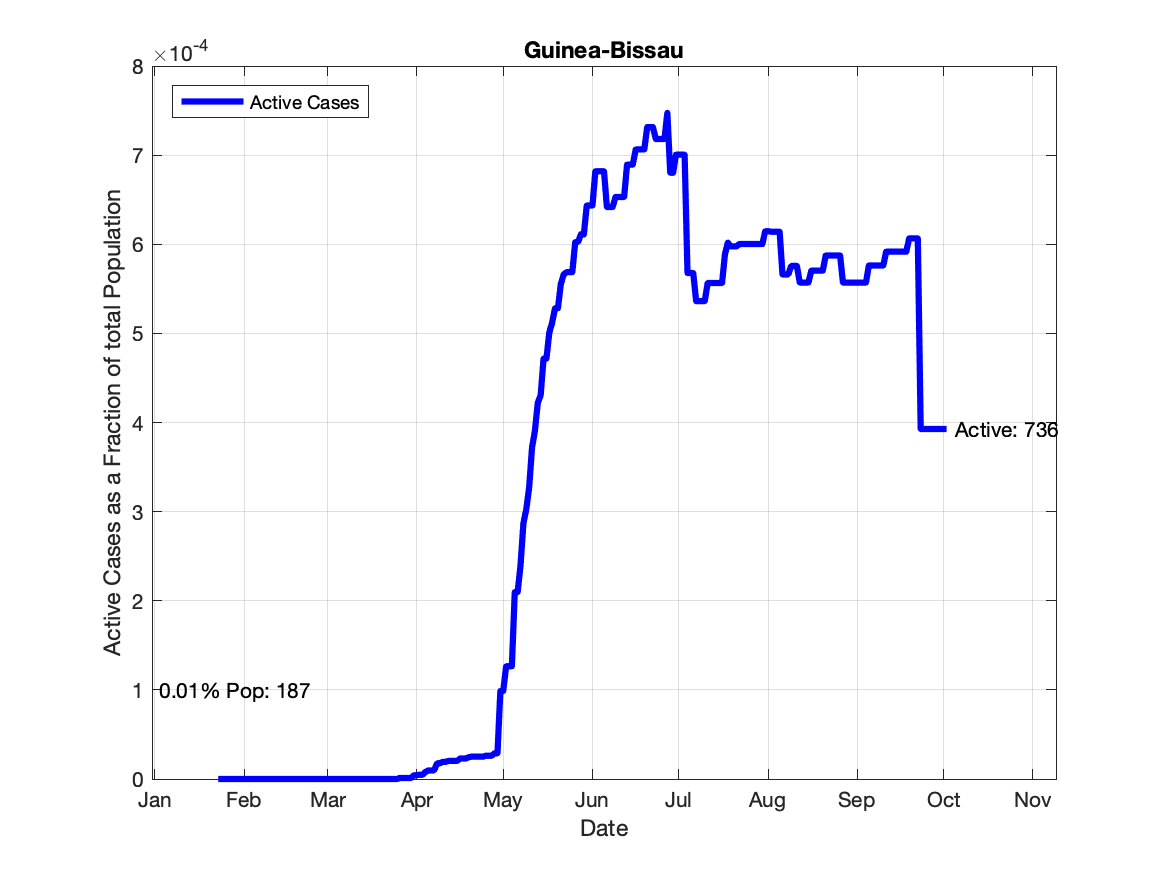 Guinea-Bissau
×10-4
Active Cases
8
7
6
5
4
3
2
1
0
Active Cases as a Fraction of total Population
0.01% Pop: 187
Active: 736
Jan Feb Mar Apr May Jun Jul Aug Sep Oct Nov
Date